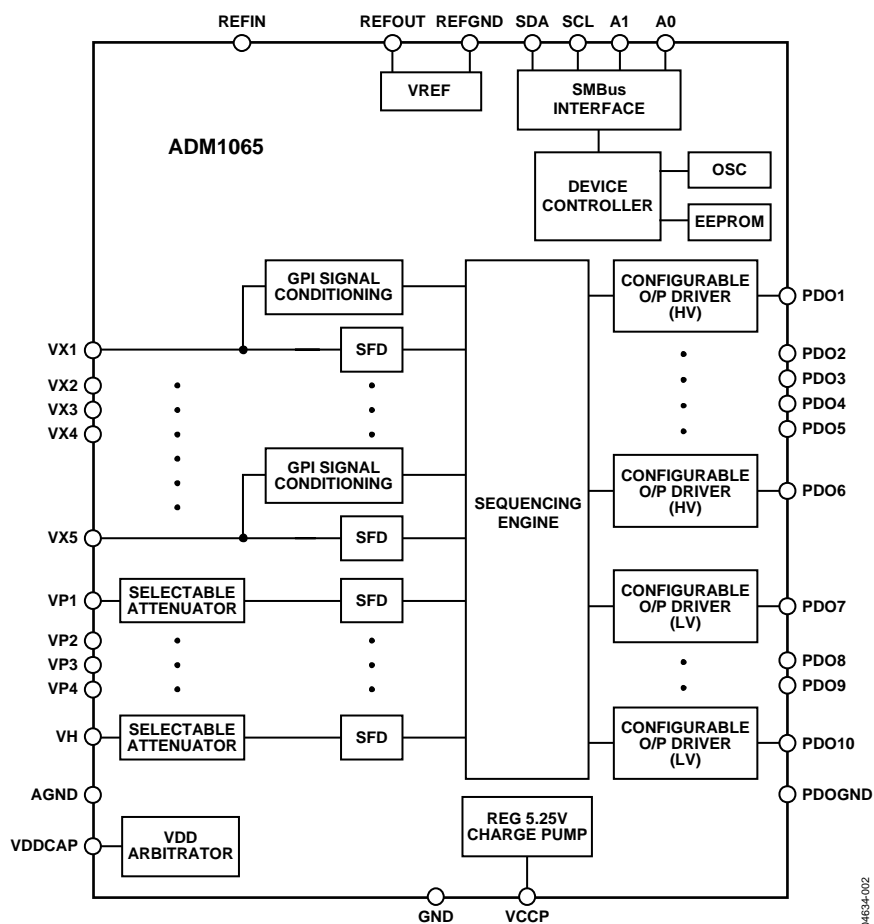 REFIN
REFOUT
REFGND
SDA
SCL
A1
A0
VREF
SMBus
INTERFACE
ADM1065
DEVICE
CONTROLLER
OSC
EEPROM
GPI SIGNAL
CONDITIONING
CONFIGURABLE
O/P DRIVER
(HV)
PDO1
VX1
SFD
PDO2
VX2
PDO3
VX3
PDO4
VX4
PDO5
GPI SIGNAL
CONDITIONING
SEQUENCING
ENGINE
CONFIGURABLE
O/P DRIVER
(HV)
PDO6
VX5
SFD
VP1
SELECTABLE
ATTENUATOR
SFD
CONFIGURABLE
O/P DRIVER
(LV)
PDO7
VP2
PDO8
VP3
PDO9
VP4
VH
SELECTABLE
ATTENUATOR
SFD
CONFIGURABLE
O/P DRIVER
(LV)
PDO10
AGND
PDOGND
VDDCAP
VDD
ARBITRATOR
REG 5.25V
CHARGE PUMP
GND
VCCP
04634-002